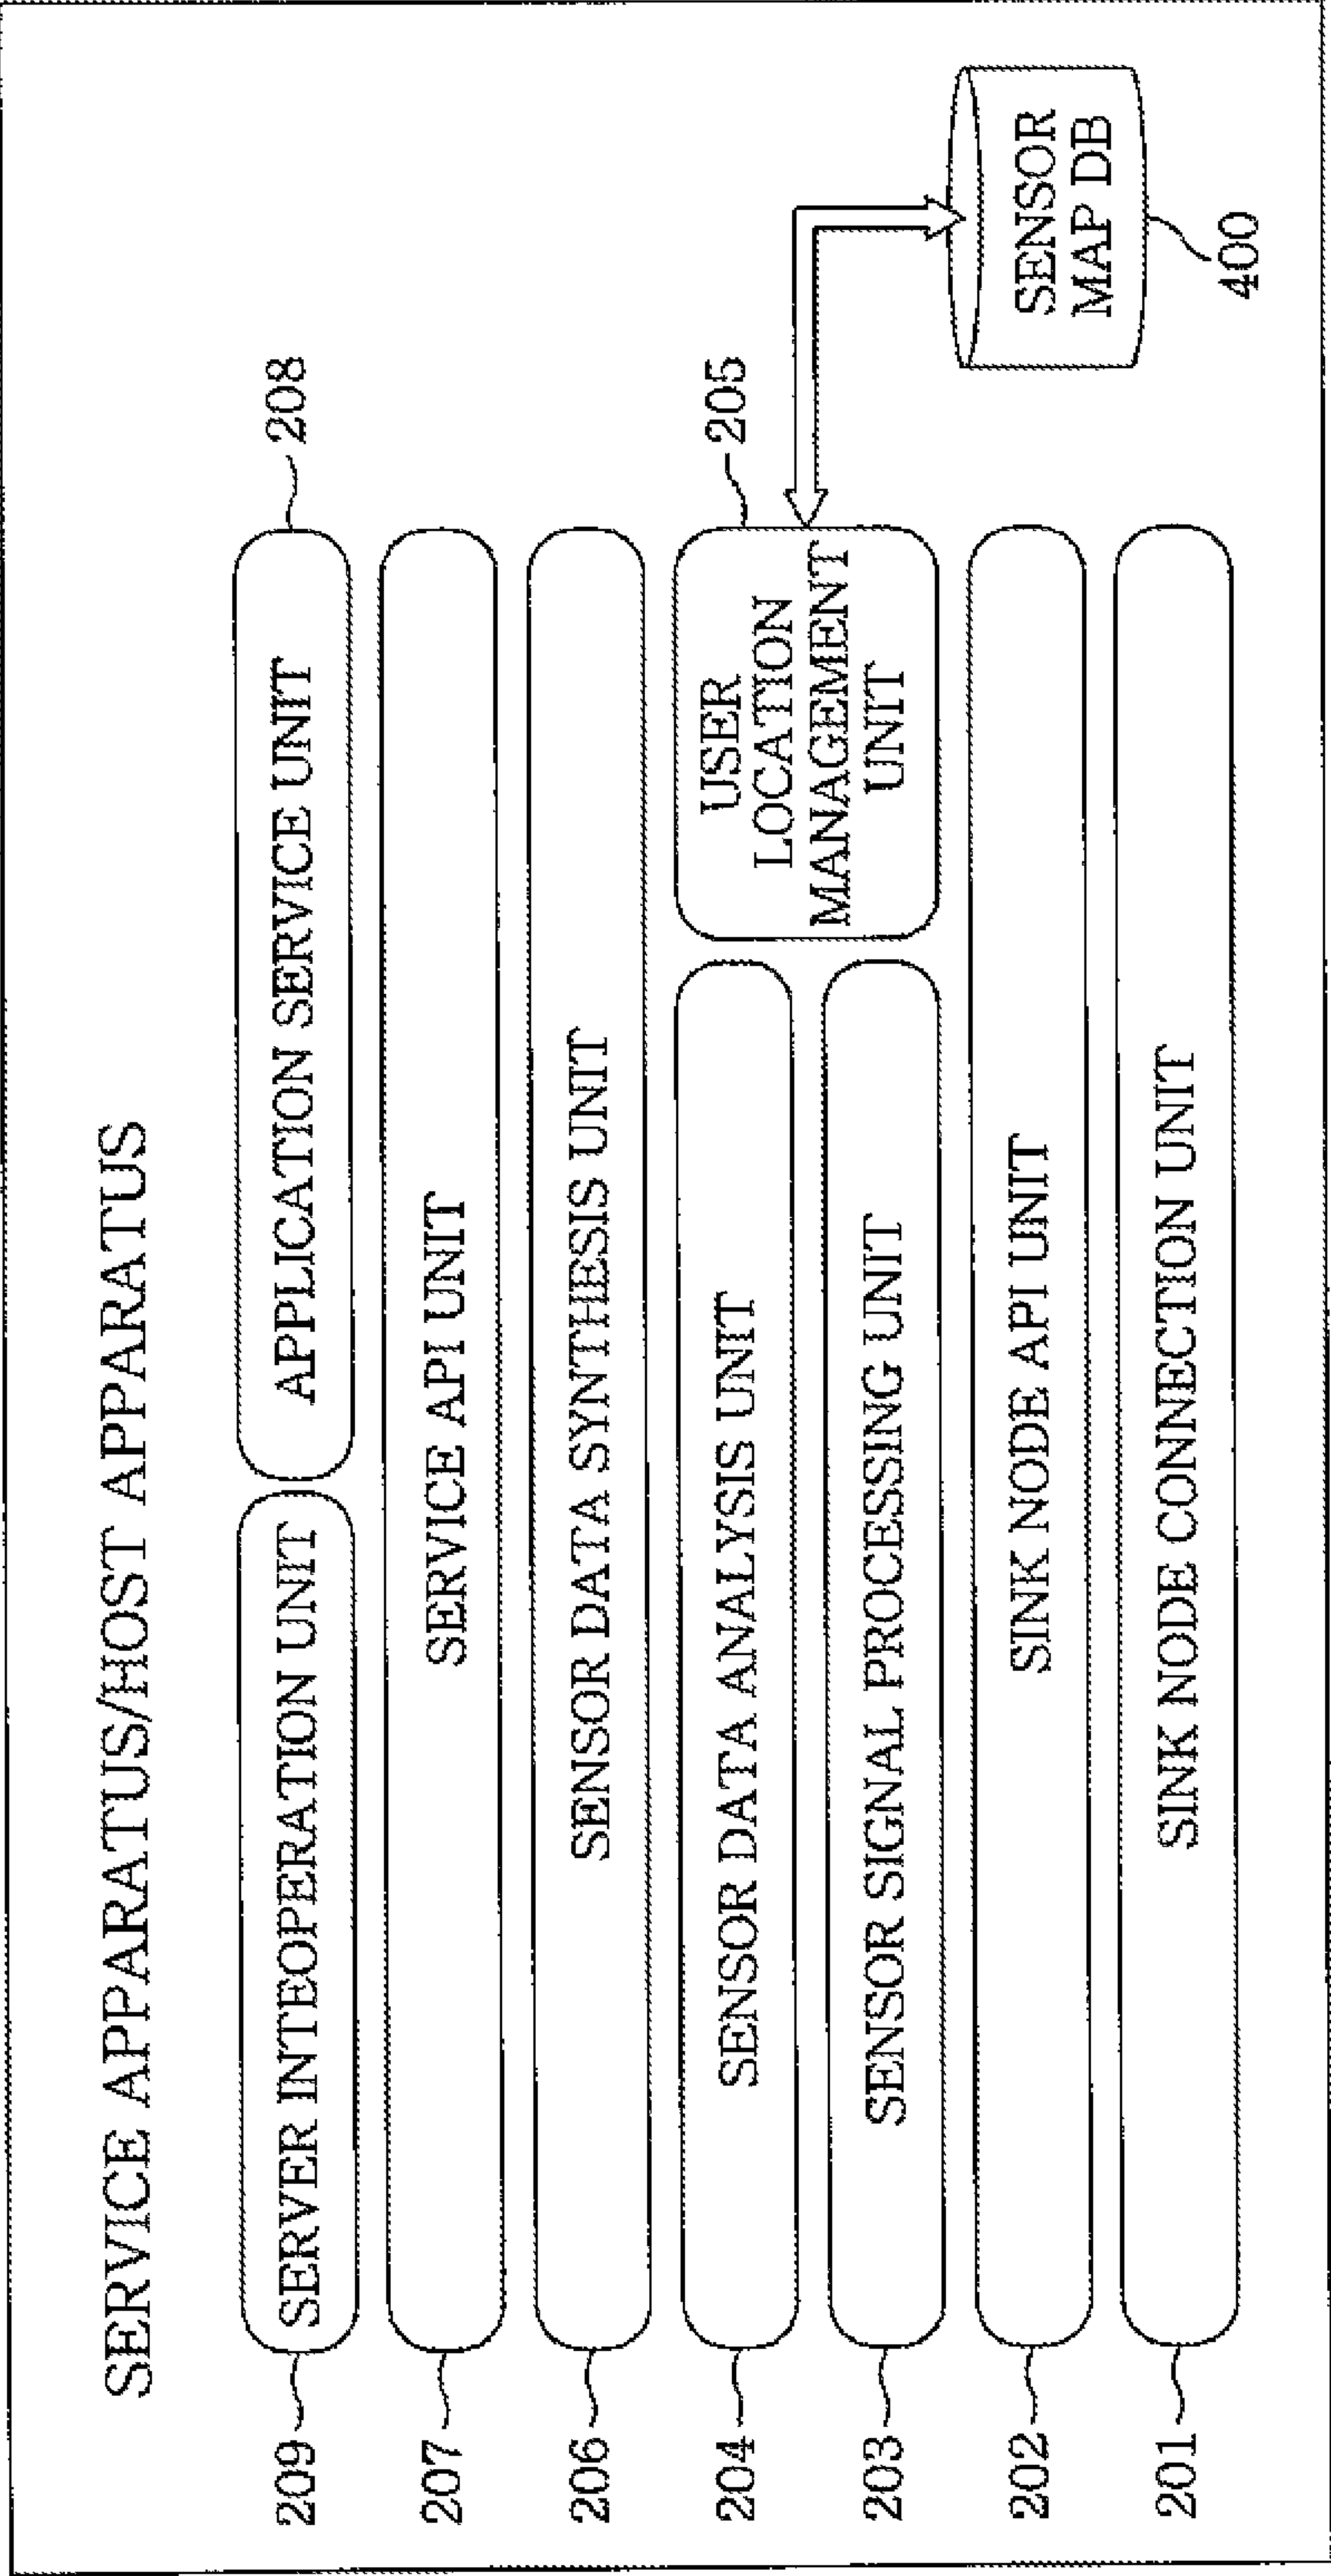 SERVICE APPARATUS/HOST APPARATUS
209
SERVER INTEOPERATION UNIT
APPLICATION SERVICE UNIT
208
207
SERVICE API UNIT
206
SENSOR DATA SYNTHESIS UNIT
204
SENSOR DATA ANALYSIS UNIT
USER
LOCATION
MANAGEMENT
UNIT
205
203
SENSOR SIGNAL PROCESSING UNIT
202
SINK NODE API UNIT
201
SINK NODE CONNECTION UNIT
SENSOR
MAP DB
400